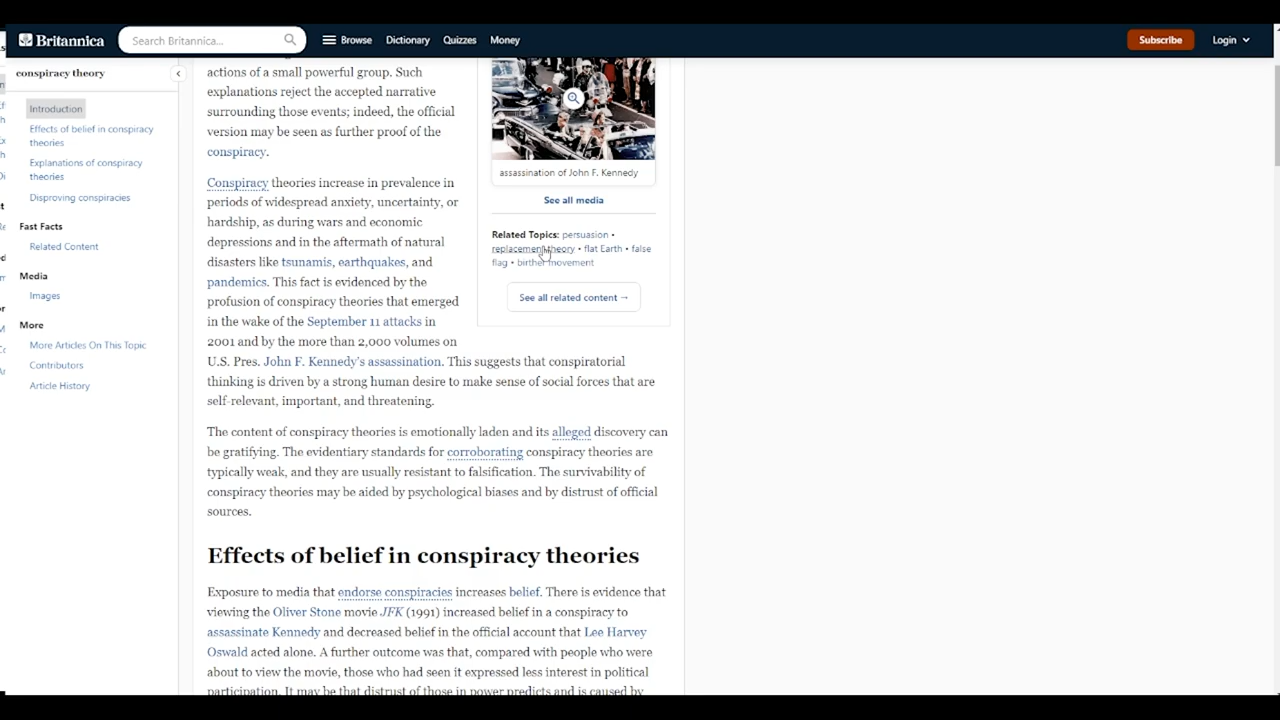 Britannica
Search Britannica...
Browse
Dictionary
Quizzes
Money
Subscribe
Login
conspiracy theory
Introduction
Effects of belief in conspiracy
theories
Explanations of conspiracy
theories
Disproving conspiracies
Fast Facts
Related Content
Media
Images
More
More Articles On This Topic
Contributors
Article History
actions of a small powerful group. Such
explanations reject the accepted narrative
surrounding those events; indeed, the official
version may be seen as further proof of the
conspiracy.
Conspiracy theories increase in prevalence in
periods of widespread anxiety, uncertainty, or
hardship, as during wars and economic
depressions and in the aftermath of natural
disasters like tsunamis, earthquakes, and
pandemics. This fact is evidenced by the
profusion of conspiracy theories that emerged
in the wake of the September 11 attacks in
2001 and by the more than 2,000 volumes on
U.S. Pres. John F. Kennedy's assassination. This suggests that conspiratorial
thinking is driven by a strong human desire to make sense of social forces that are
self-relevant, important, and threatening.
The content of conspiracy theories is emotionally laden and its alleged discovery can
be gratifying. The evidentiary standards for corroborating conspiracy theories are
typically weak, and they are usually resistant to falsification. The survivability of
conspiracy theories may be aided by psychological biases and by distrust of official
sources.
Effects of belief in conspiracy theories
Exposure to media that endorse conspiracies increases belief. There is evidence that
viewing the Oliver Stone movie JFK (1991) increased belief in a conspiracy to
assassinate Kennedy and decreased belief in the official account that Lee Harvey
Oswald acted alone. A further outcome was that, compared with people who were
about to view the movie, those who had seen it expressed less interest in political
participation. It may be that distrust of those in power predicts and is caused by
assassination of John F. Kennedy
See all media
Related Topics: persuasion •
replacement theory • flat Earth • false
flag • birther movement
See all related content →